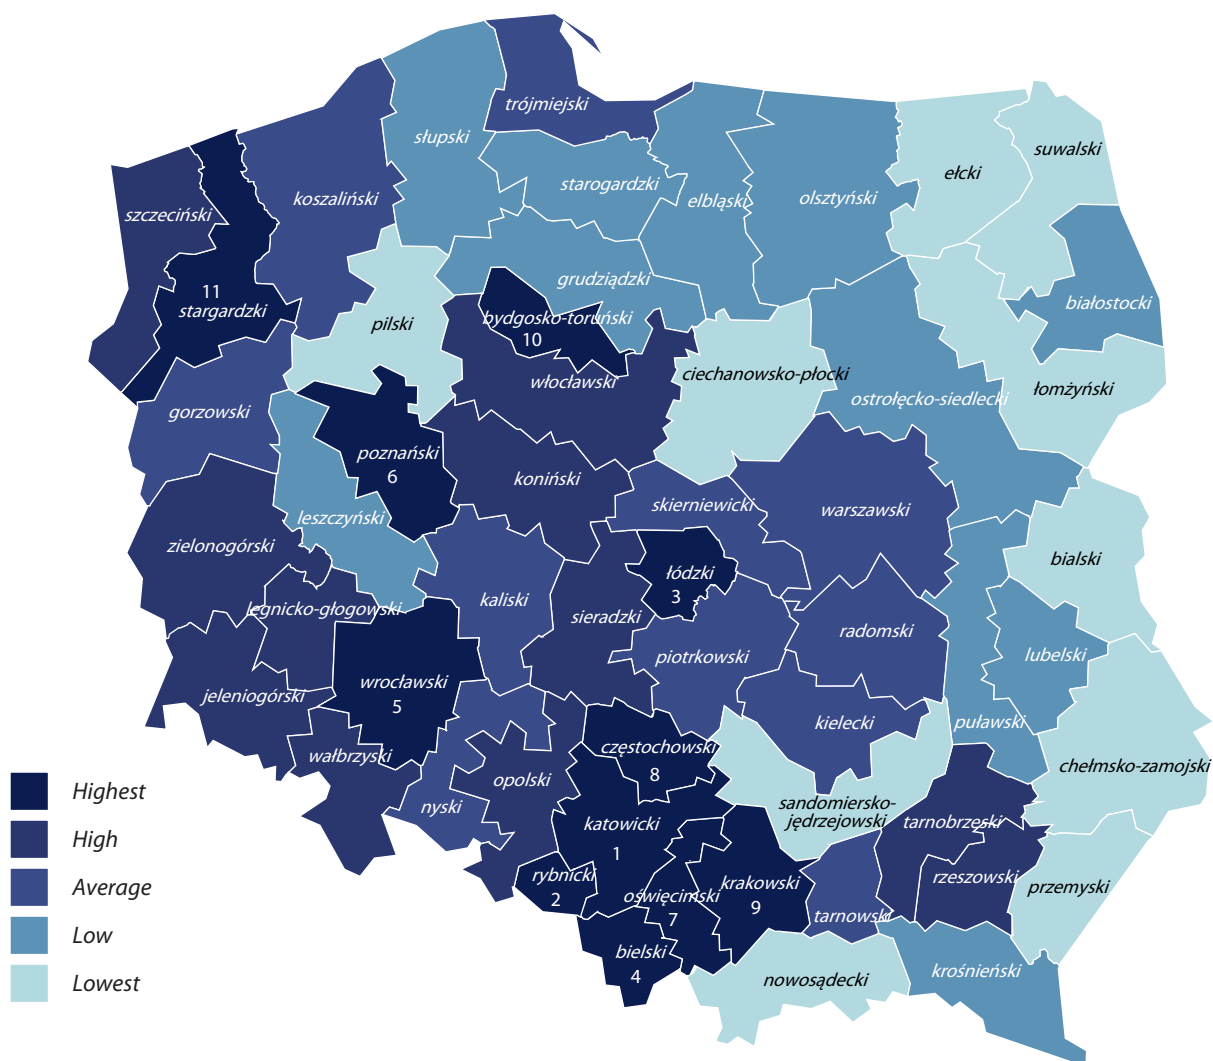 trójmiejski
słupski
suwalski
ełcki
starogardzki
koszaliński
elbląski
olsztyński
szczeciński
grudziądzki
11
stargardzki
białostocki
bydgosko-toruński
10
pilski
ciechanowsko-płocki
włocławski
łomżyński
ostrołęcko-siedlecki
gorzowski
poznański
6
koniński
skierniewicki
warszawski
leszczyński
zielonogórski
bialski
łódzki
3
kaliski
legnicko-głogowski
sieradzki
radomski
piotrkowski
lubelski
wrocławski
5
jeleniogórski
kielecki
puławski
częstochowski
8
wałbrzyski
chełmsko-zamojski
opolski
nyski
sandomiersko-
jędrzejowski
tarnobrzeski
katowicki
1
rybnicki
2
krakowski
9
rzeszowski
przemyski
oświęcimski
7
tarnowski
bielski
4
nowosądecki
krośnieński
Highest
High
Average
Low
Lowest